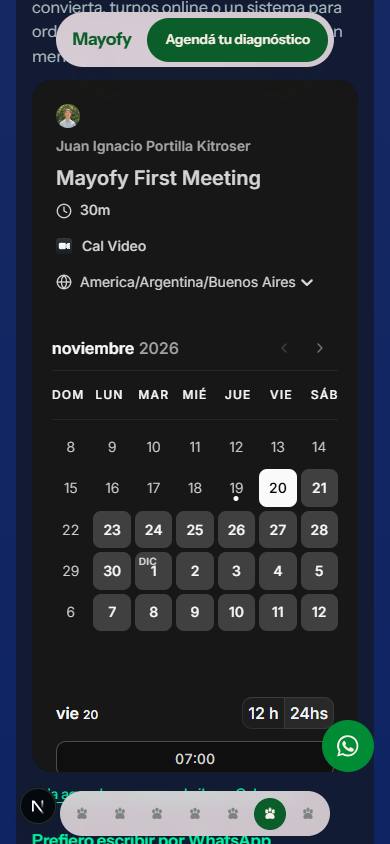 convierta, turnos online o un sistema para
ord
n
men
Mayofy
Agendá tu diagnóstico
Juan Ignacio Portilla Kitroser
Mayofy First Meeting
30m
Cal Video
America/Argentina/Buenos Aires
noviembre 2026
DOM LUN MAR MIÉ JUE VIE SÁB
8 9 10 11 12 13 14
15 16 17 18 19 20 21
22 23 24 25 26 27 28
29 30 DIC 1 2 3 4 5
6 7 8 9 10 11 12
vie 20
12 h 24hs
07:00
N
Prefiero escribir por WhatsApp